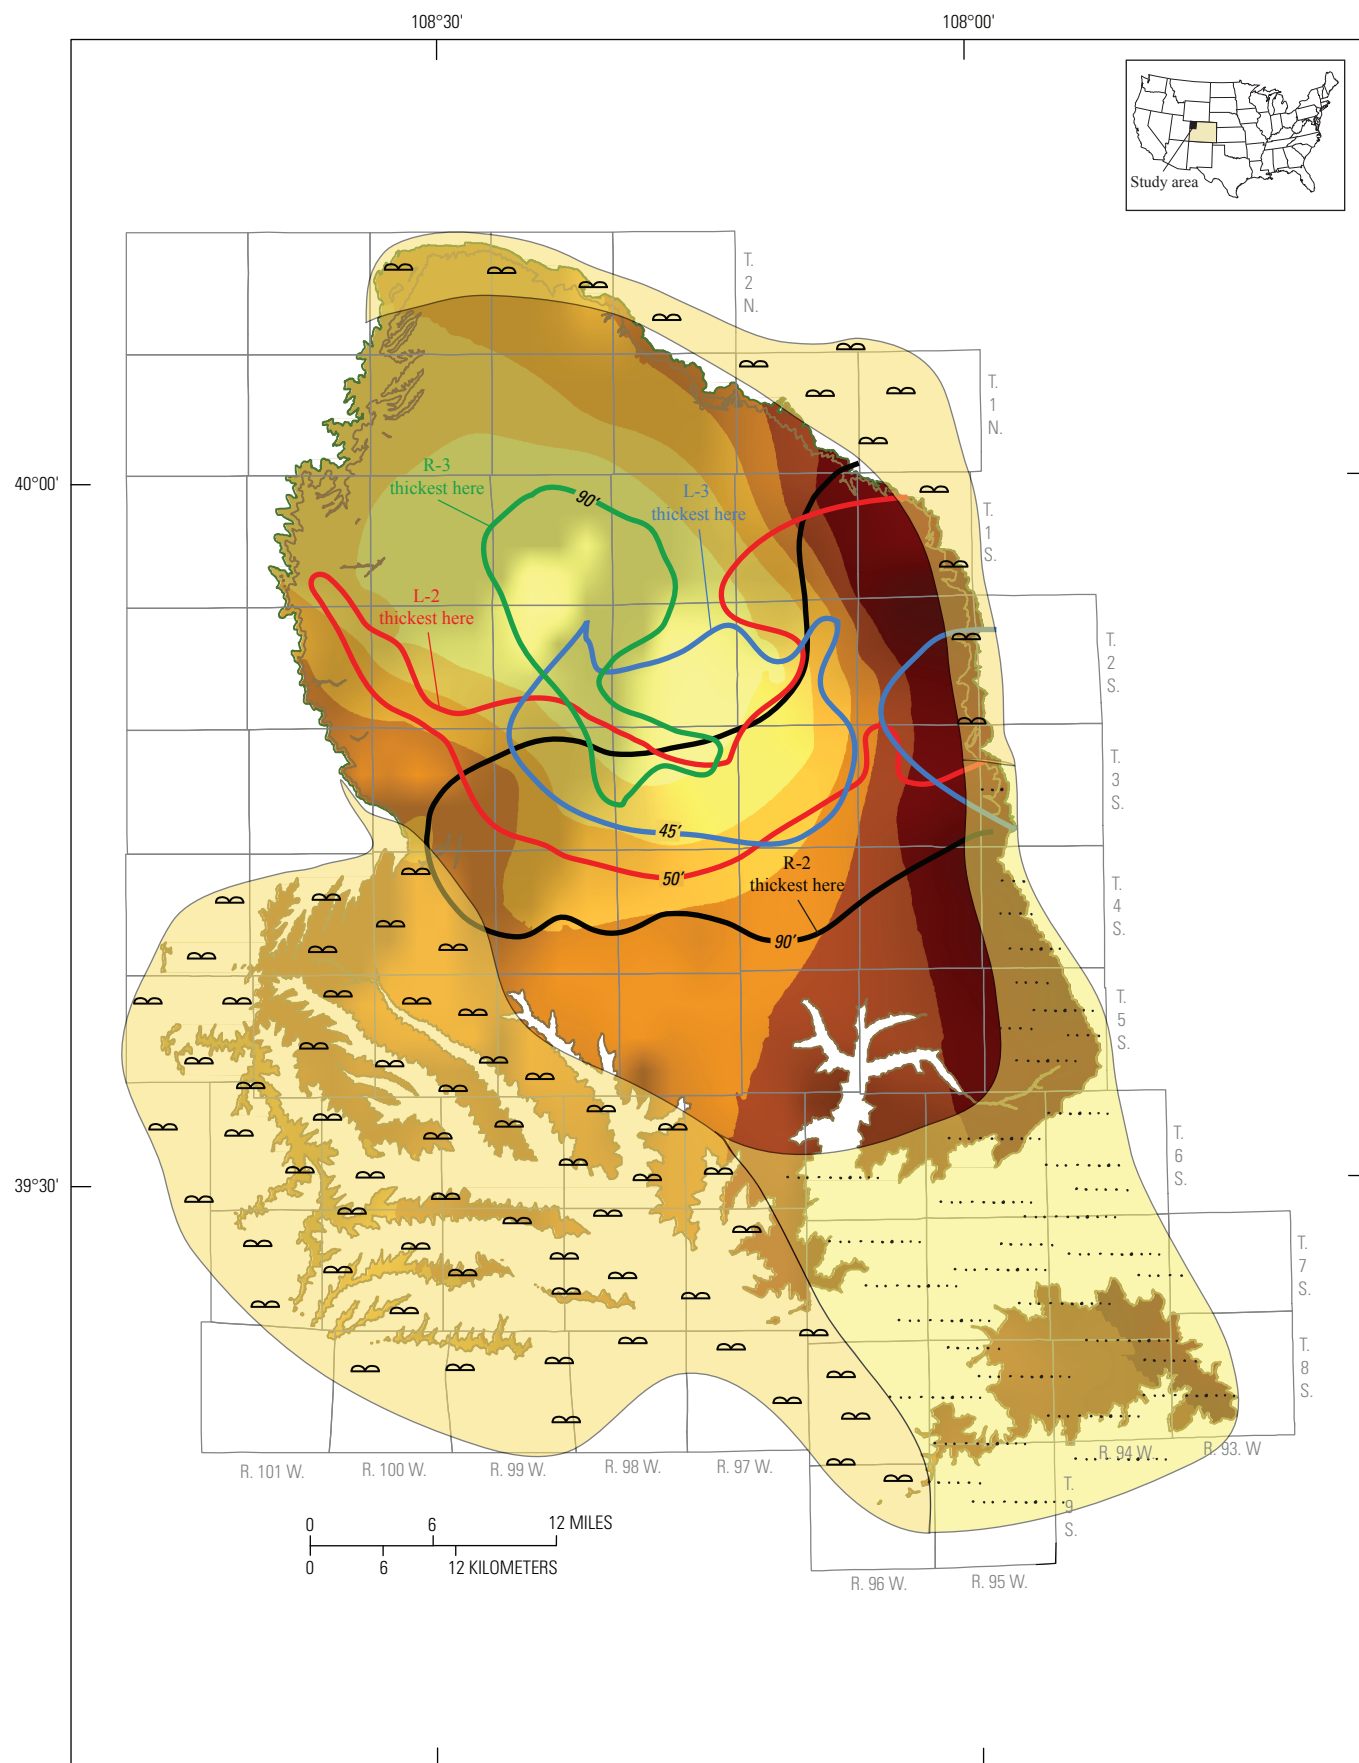 108°30'
108°00'
Study area
T.
2
N.
T.
1
N.
R-3
thickest here
90'
L-3
thickest here
40°00'
T.
1
S.
L-2
thickest here
T.
2
S.
T.
3
S.
45'
50'
R-2
thickest here
90'
T.
4
S.
T.
5
S.
T.
6
S.
39°30'
T.
7
S.
T.
8
S.
R. 101 W.
R. 100 W.
R. 99 W.
R. 98 W.
R. 97 W.
R. 94 W.
R. 93. W
T.
9
S.
0
6
12 MILES
0
6
12 KILOMETERS
R. 96 W.
R. 95 W.